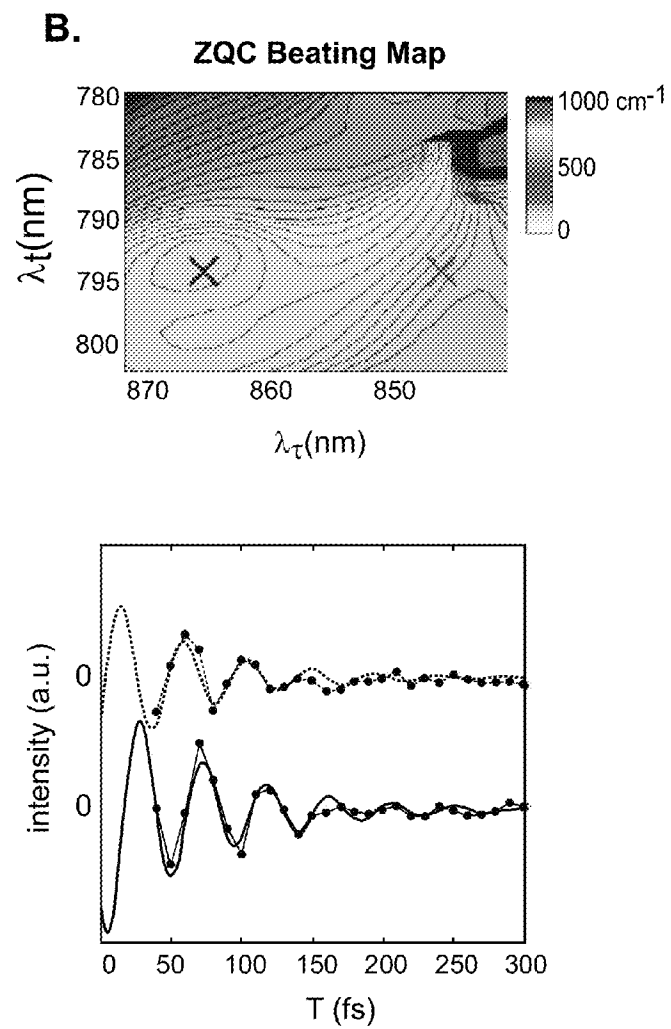 B.
ZQC Beating Map
780
785
790
795
800
λt(nm)
870
860
850
λτ(nm)
1000 cm⁻¹
500
0
intensity (a.u.)
0
0
0
50
100
150
200
250
300
T (fs)